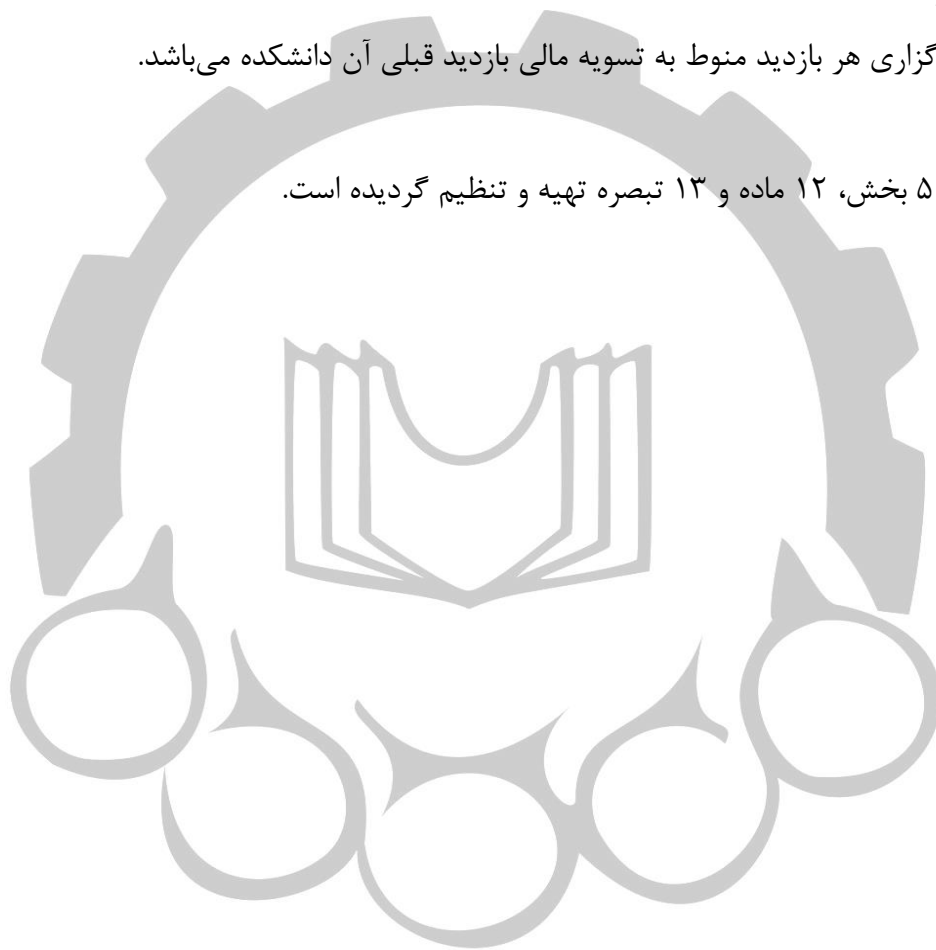 گزاری هر بازدید منوط به تسویه مالی بازدید قبلی آن دانشکده می‌باشد.
۵ بخش، ۱۲ ماده و ۱۳ تبصره تهیه و تنظیم گردیده است.